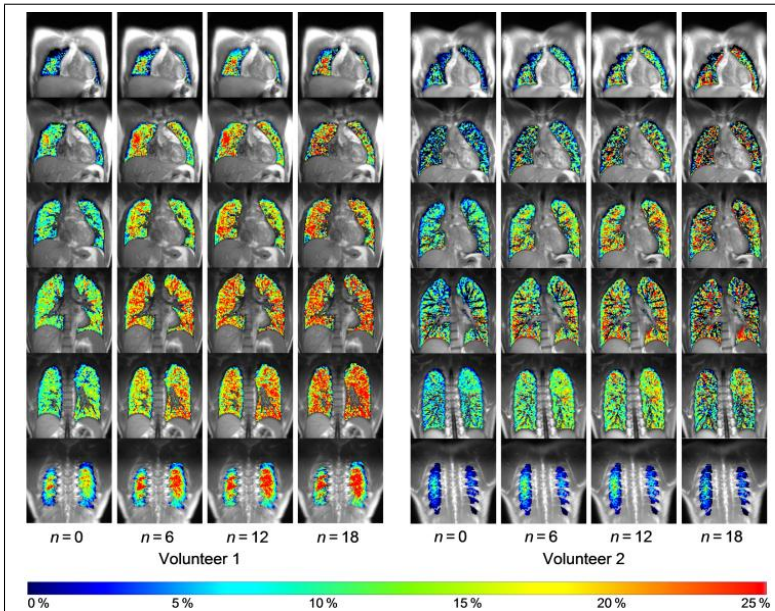 n = 0 n = 6 n = 12 n = 18 n = 0 n = 6 n = 12 n = 18
Volunteer 1 Volunteer 2
0 % 5 % 10 % 15 % 20 % 25 %